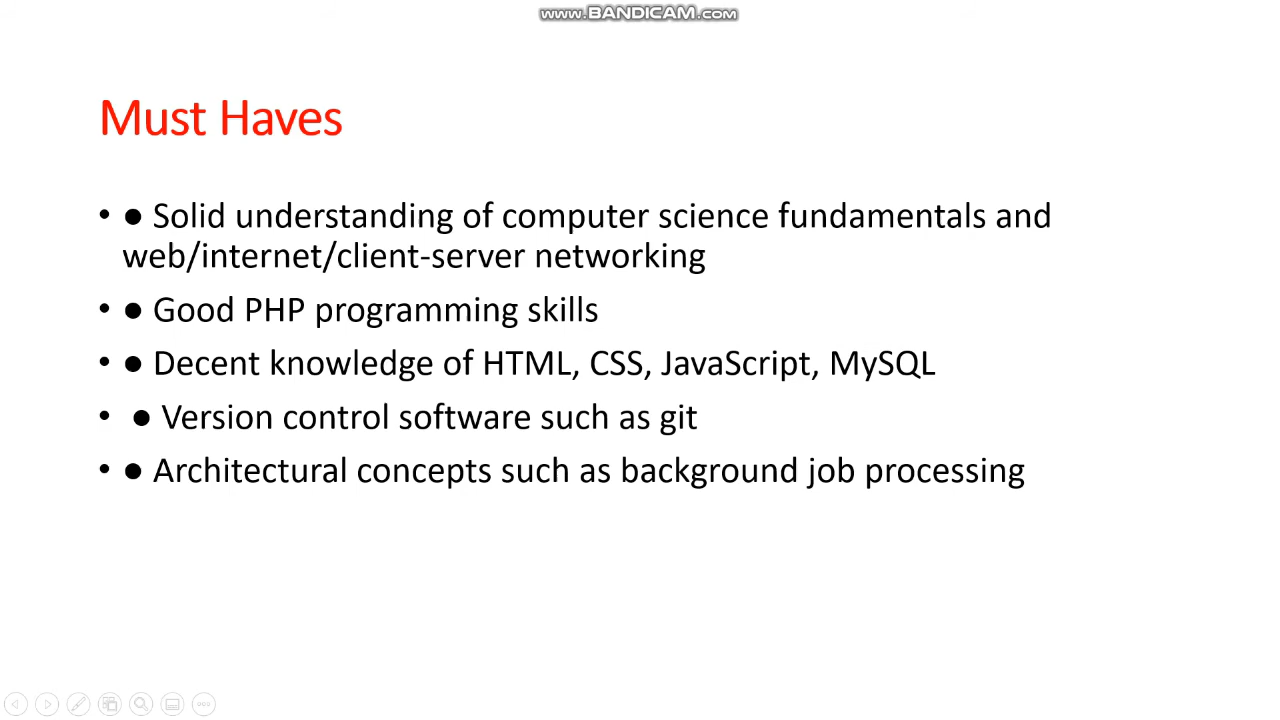 www.BANDICAM.com
Must Haves
• ● Solid understanding of computer science fundamentals and
web/internet/client-server networking
• ● Good PHP programming skills
• ● Decent knowledge of HTML, CSS, JavaScript, MySQL
• ● Version control software such as git
• ● Architectural concepts such as background job processing